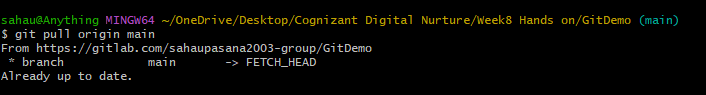 sahau@Anything MINGW64 ~/OneDrive/Desktop/Cognizant Digital Nurture/Week8 Hands on/GitDemo (main)
$ git pull origin main
From https://gitlab.com/sahaupasana2003-group/GitDemo
 * branch            main       -> FETCH_HEAD
Already up to date.